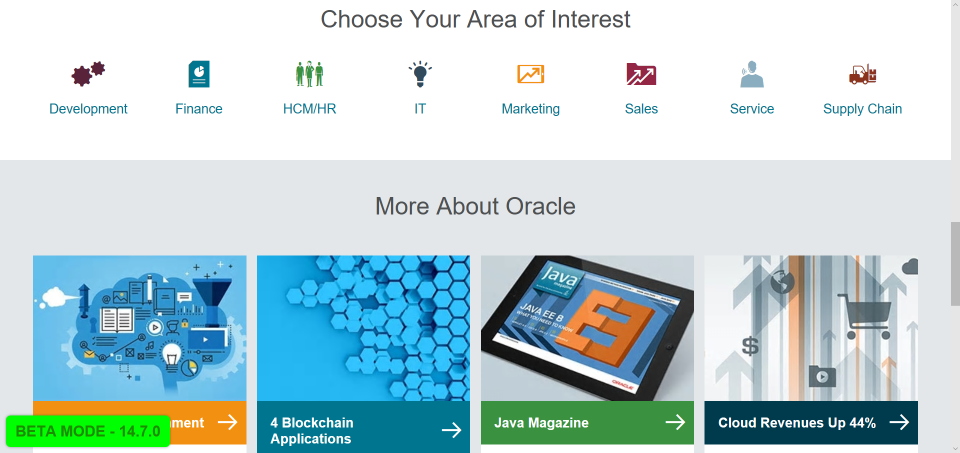 Choose Your Area of Interest
Development
Finance
HCM/HR
IT
Marketing
Sales
Service
Supply Chain
More About Oracle
Java
JAVA EE 8
WHAT YOU NEED TO KNOW
ORACLE
$
4 Blockchain
Applications
Java Magazine
Cloud Revenues Up 44%
BETA MODE - 14.7.0